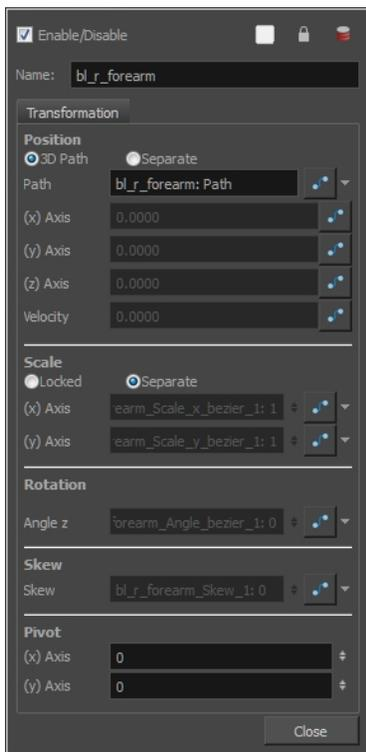 Enable/Disable
Name: bl_r_forearm
Transformation
Position
3D Path Separate
Path bl_r_forearm: Path
(x) Axis 0.0000
(y) Axis 0.0000
(z) Axis 0.0000
Velocity 0.0000
Scale
Locked Separate
(x) Axis earm_Scale_x_bezier_1: 1
(y) Axis earm_Scale_y_bezier_1: 1
Rotation
Angle z forearm_Angle_bezier_1: 0
Skew
Skew bl_r_forearm_Skew_1: 0
Pivot
(x) Axis 0
(y) Axis 0
Close